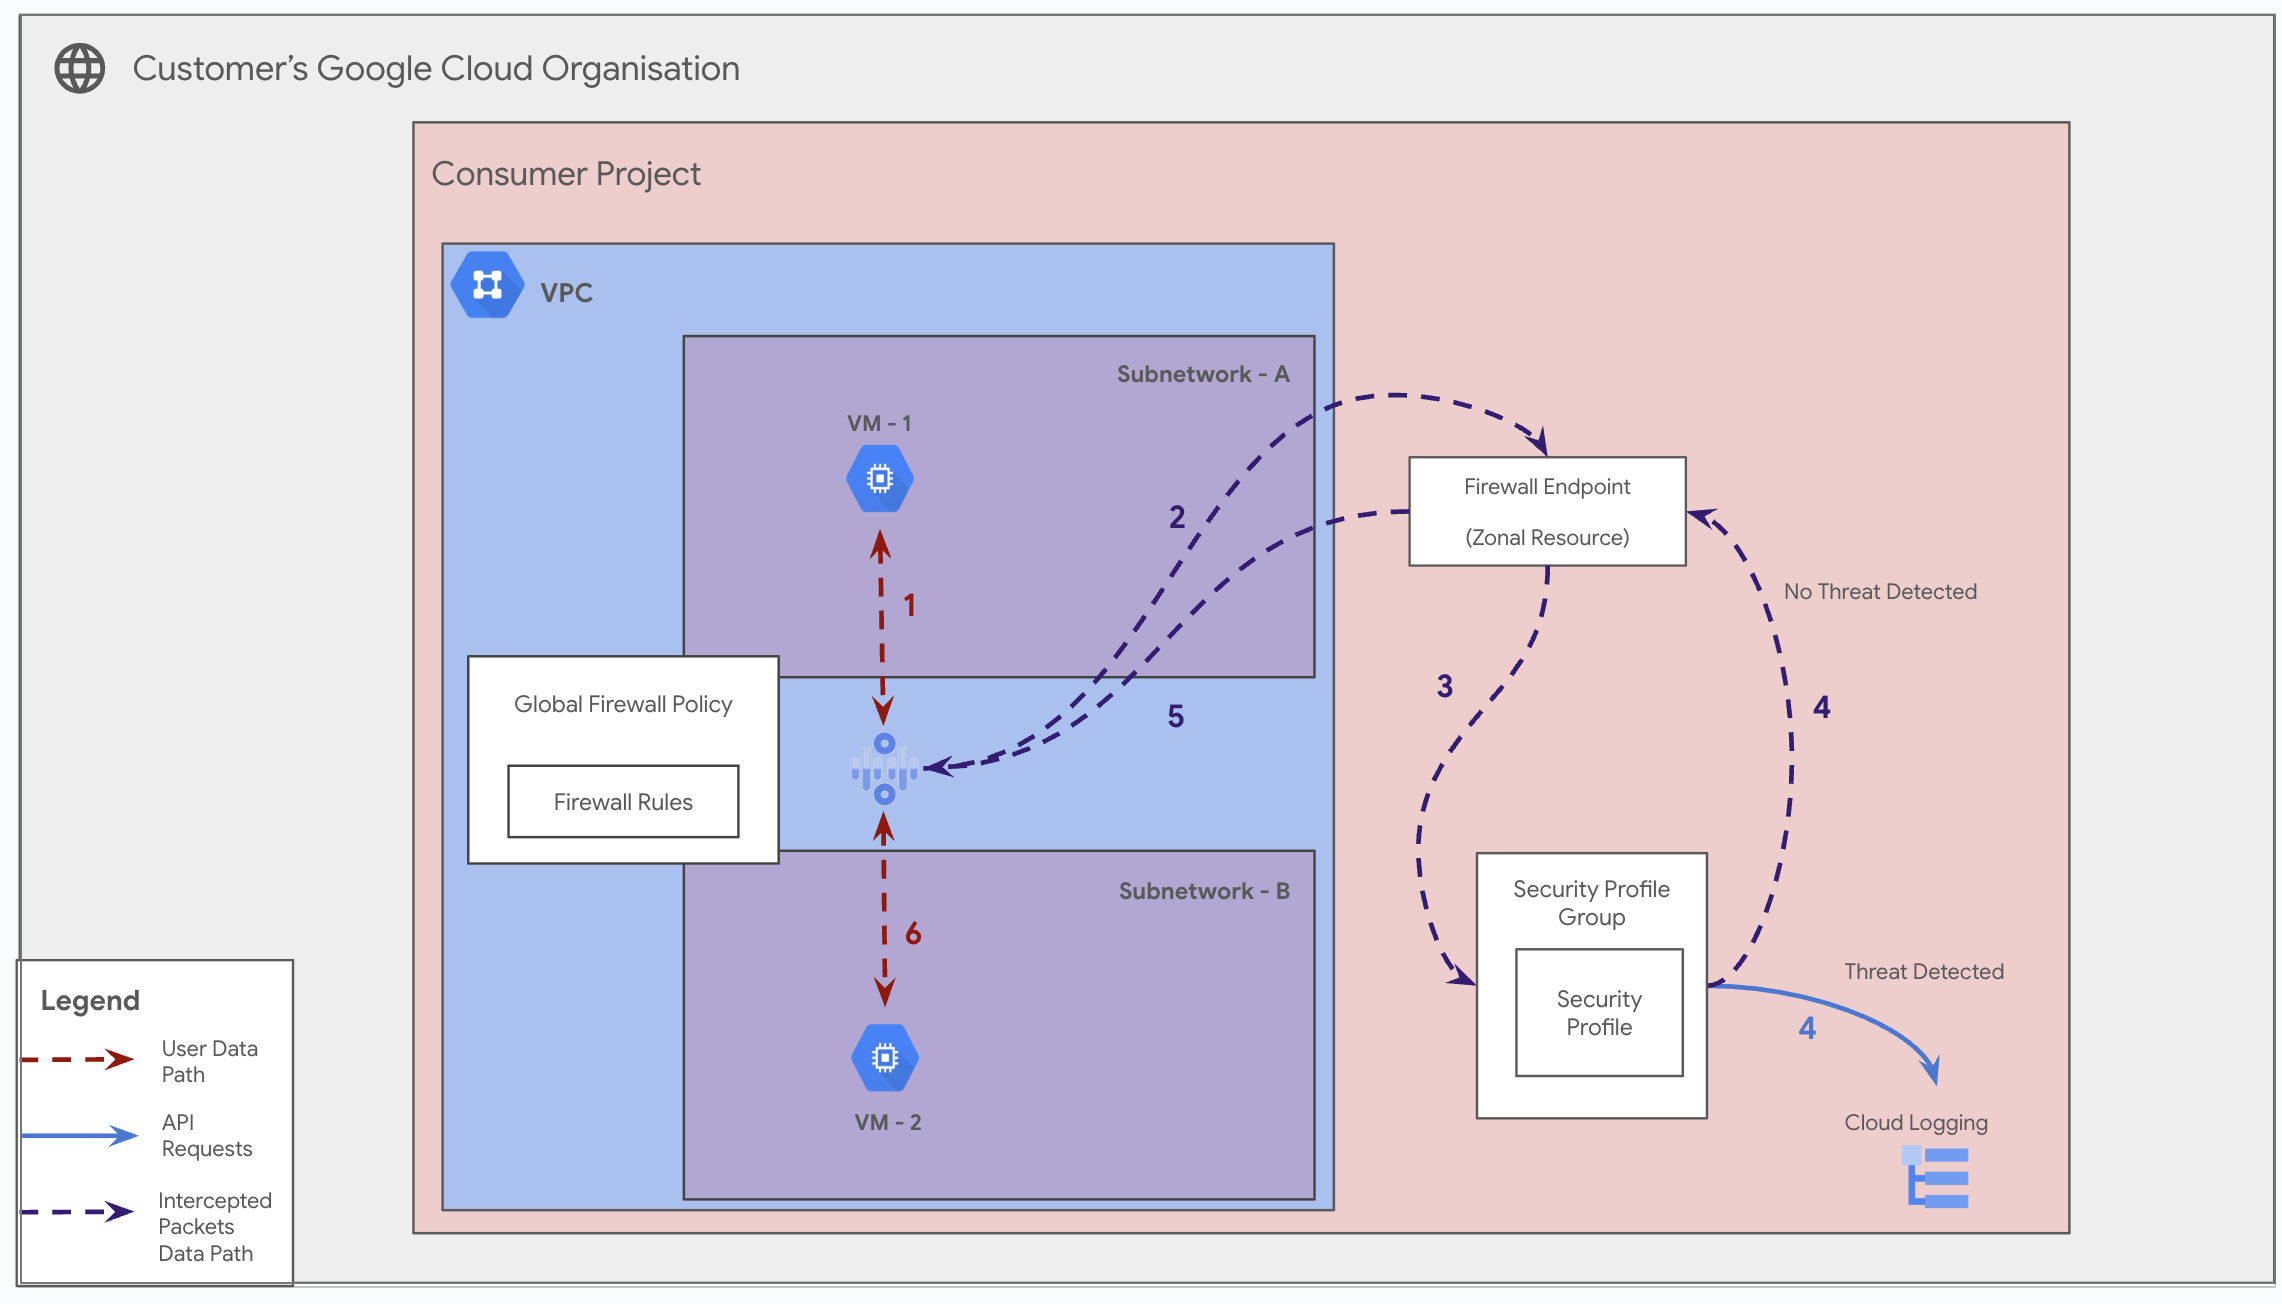 Customer's Google Cloud Organisation
Consumer Project
VPC
Subnetwork - A
VM - 1
1
2
Firewall Endpoint
(Zonal Resource)
No Threat Detected
3
4
5
Global Firewall Policy
Firewall Rules
Subnetwork - B
6
VM - 2
Security Profile
Group
Security
Profile
Threat Detected
4
Cloud Logging
Legend
User Data
Path
API
Requests
Intercepted
Packets
Data Path